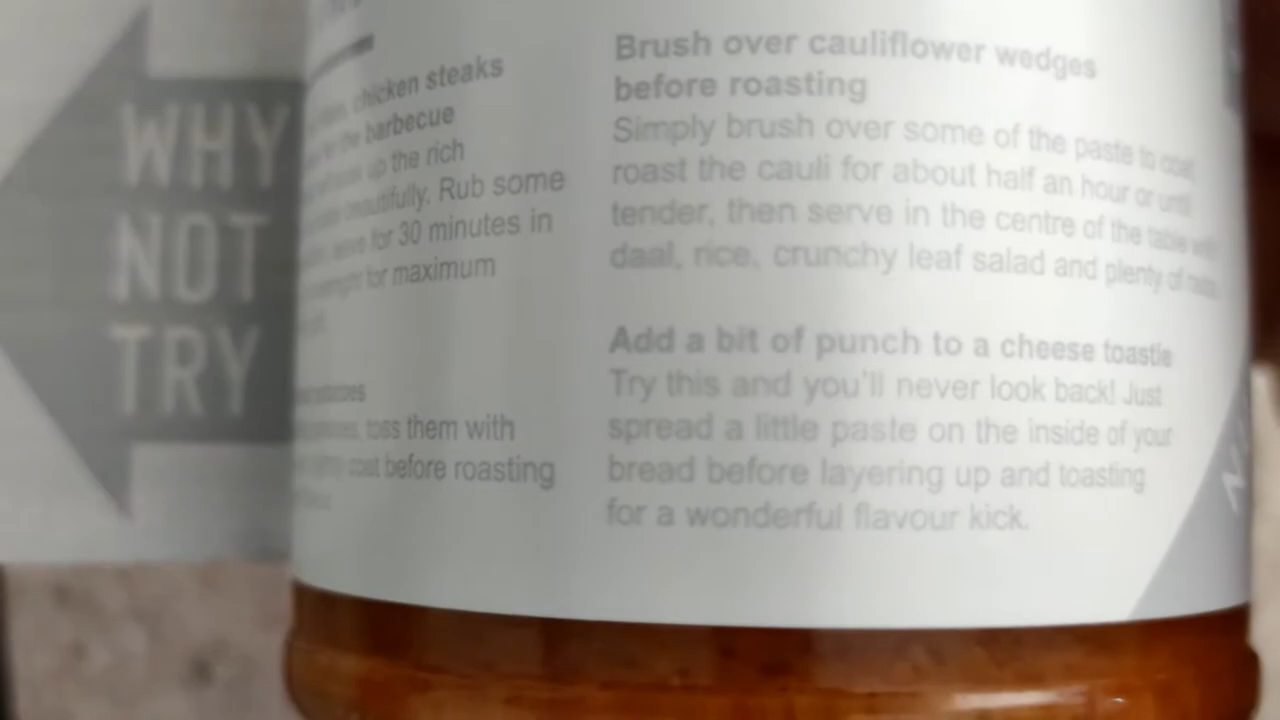 WHY
NOT
TRY
chicken steaks
for the barbecue
up the rich
beautifully. Rub some
leave for 30 minutes in
for maximum
toss them with
coat before roasting
Brush over cauliflower wedges
before roasting
Simply brush over some of the paste to coat,
roast the cauli for about half an hour or until
tender, then serve in the centre of the table with
daal, rice, crunchy leaf salad and plenty of
Add a bit of punch to a cheese toastie
Try this and you'll never look back! Just
spread a little paste on the inside of your
bread before layering up and toasting
for a wonderful flavour kick.